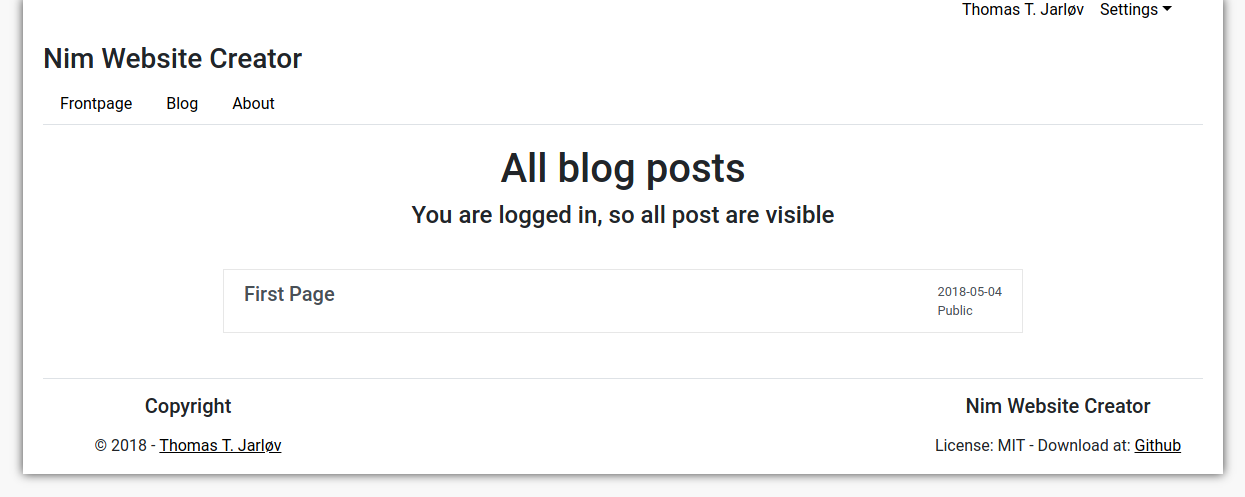 Thomas T. Jarløv Settings
Nim Website Creator
Frontpage Blog About
All blog posts
You are logged in, so all post are visible
First Page
2018-05-04
Public
Copyright
© 2018 - Thomas T. Jarløv
Nim Website Creator
License: MIT - Download at: Github